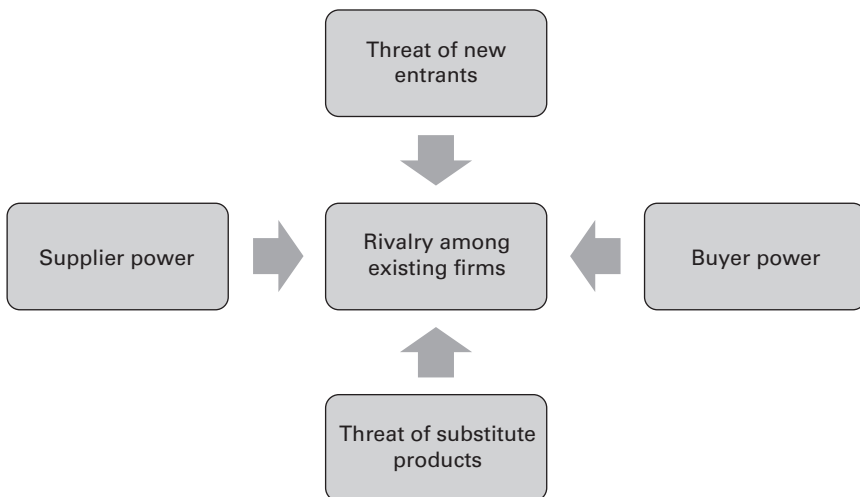 Threat of new
entrants
Supplier power
Rivalry among
existing firms
Buyer power
Threat of substitute
products